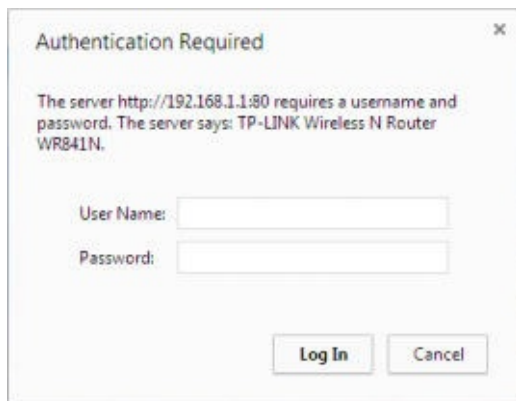 Authentication Required
The server http://192.168.1.1:80 requires a username and
password. The server says: TP-LINK Wireless N Router
WR841N.
User Name:
Password:
Log In
Cancel